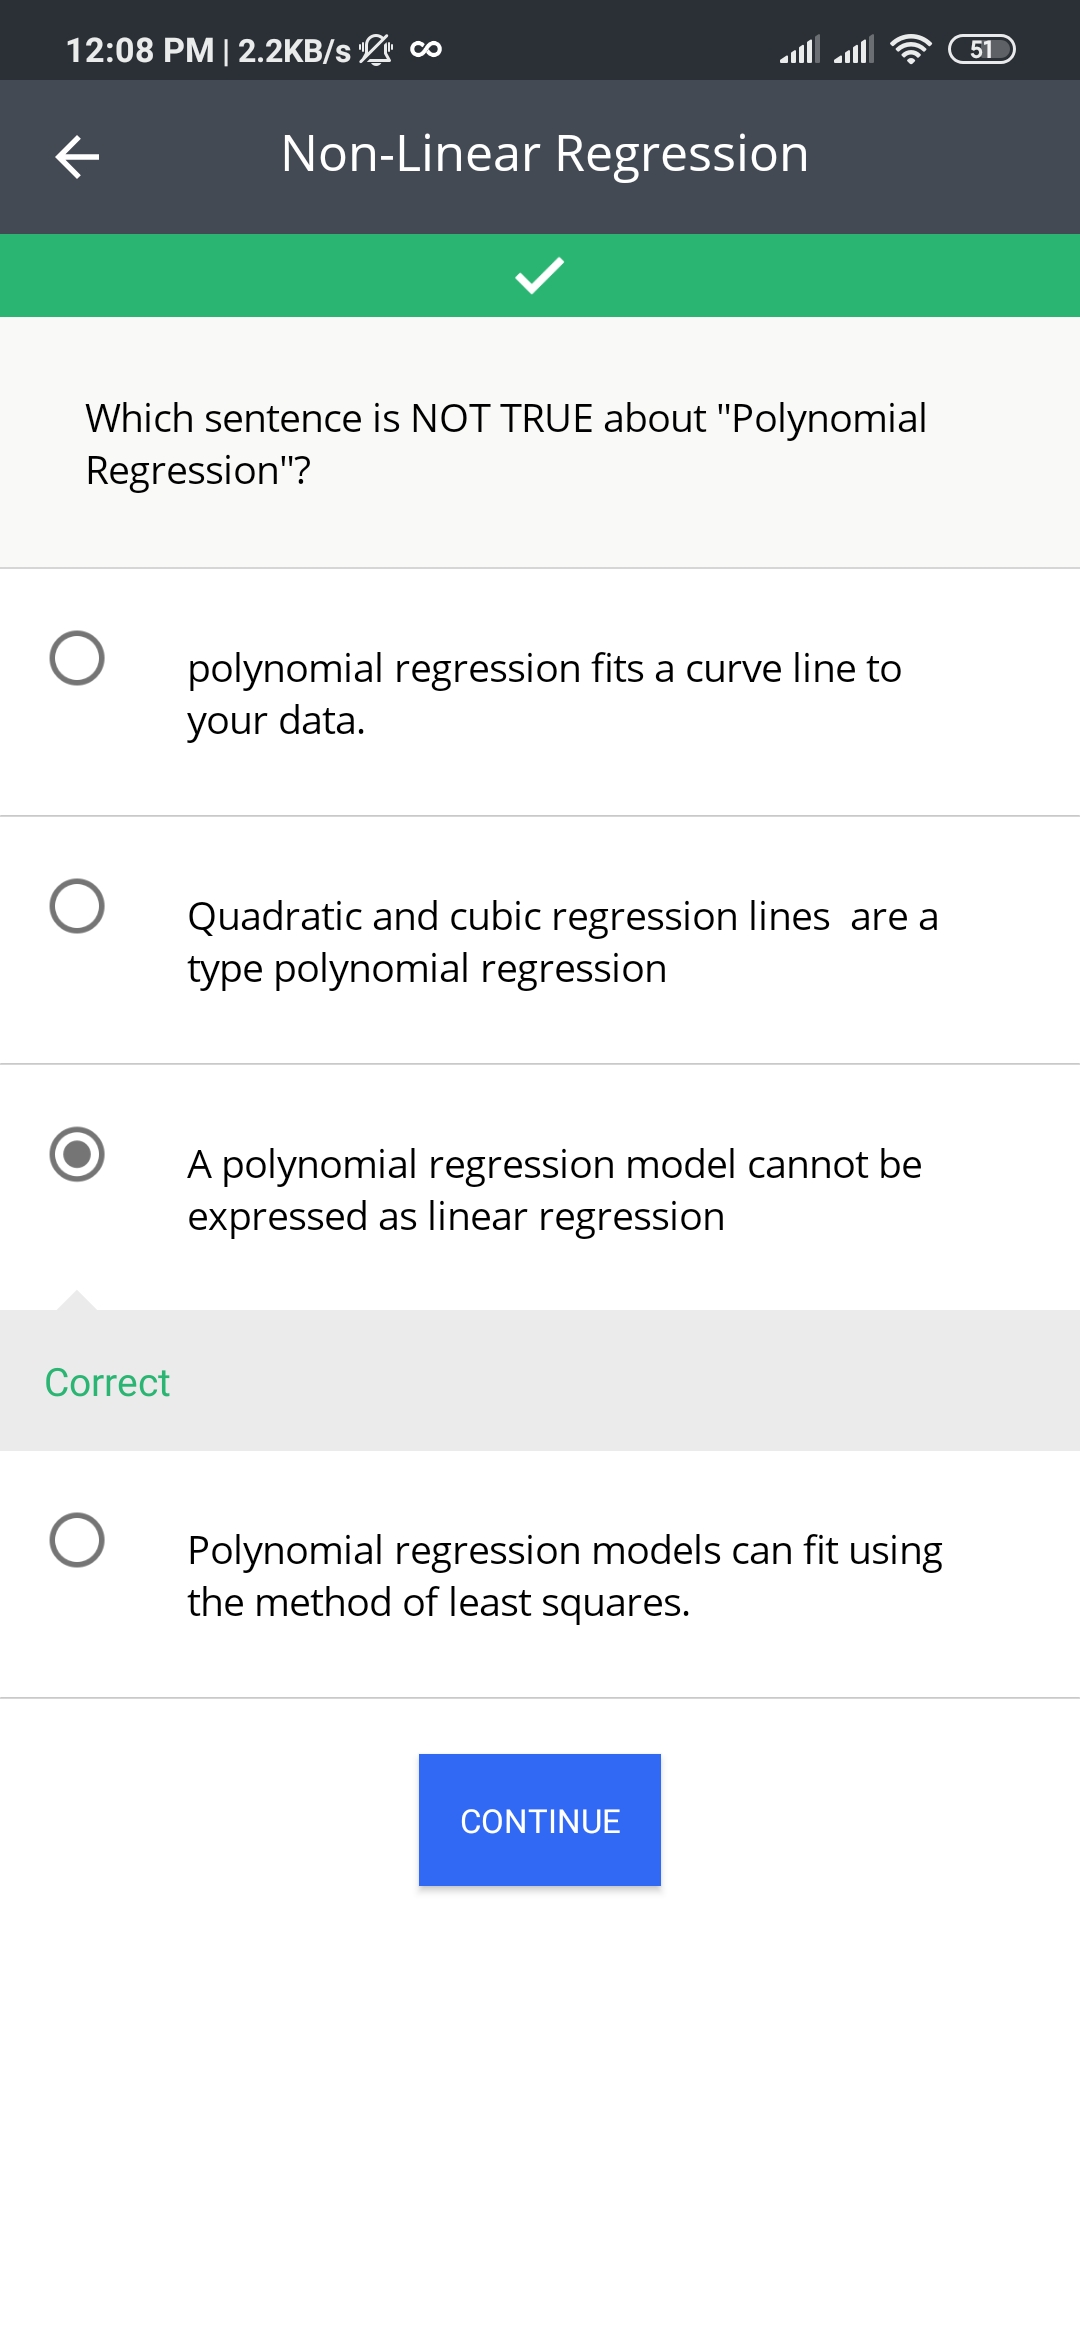 12:08 PM | 2.2KB/s
51
Non-Linear Regression
Which sentence is NOT TRUE about "Polynomial
Regression"?
polynomial regression fits a curve line to
your data.
Quadratic and cubic regression lines  are a
type polynomial regression
A polynomial regression model cannot be
expressed as linear regression
Correct
Polynomial regression models can fit using
the method of least squares.
CONTINUE